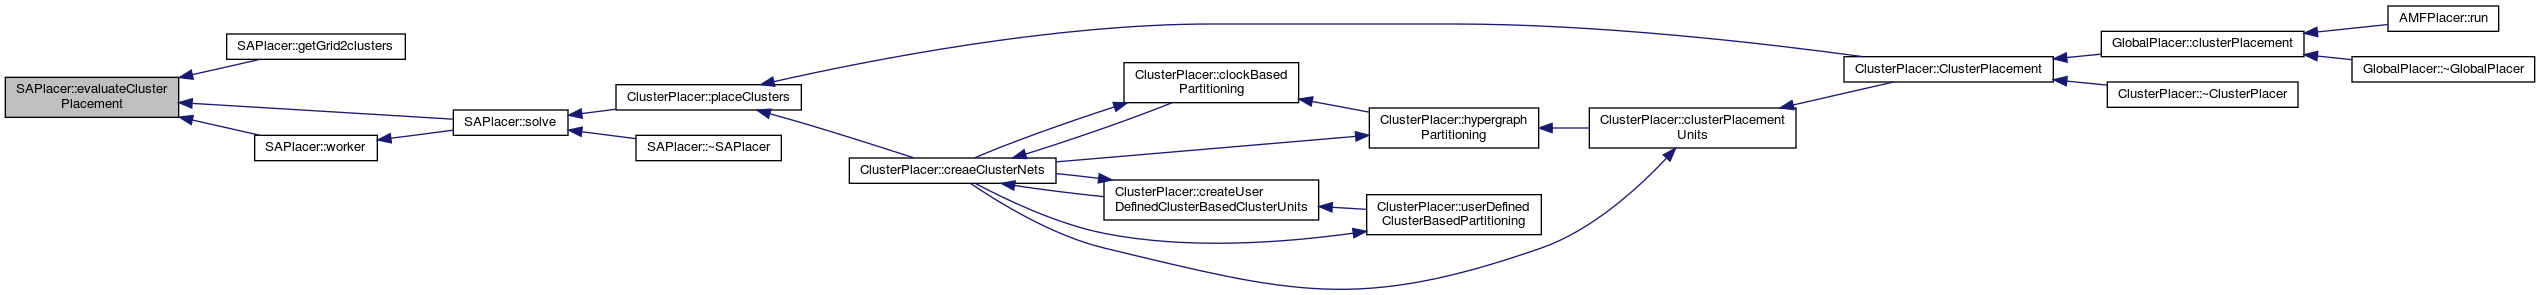 SAPlacer::evaluateCluster
Placement
SAPlacer::getGrid2clusters
SAPlacer::solve
SAPlacer::worker
ClusterPlacer::placeClusters
SAPlacer::~SAPlacer
ClusterPlacer::creaeClusterNets
ClusterPlacer::clockBased
Partitioning
ClusterPlacer::createUser
DefinedClusterBasedClusterUnits
ClusterPlacer::hypergraph
Partitioning
ClusterPlacer::userDefined
ClusterBasedPartitioning
ClusterPlacer::clusterPlacement
Units
ClusterPlacer::ClusterPlacement
GlobalPlacer::clusterPlacement
ClusterPlacer::~ClusterPlacer
AMFPlacer::run
GlobalPlacer::~GlobalPlacer